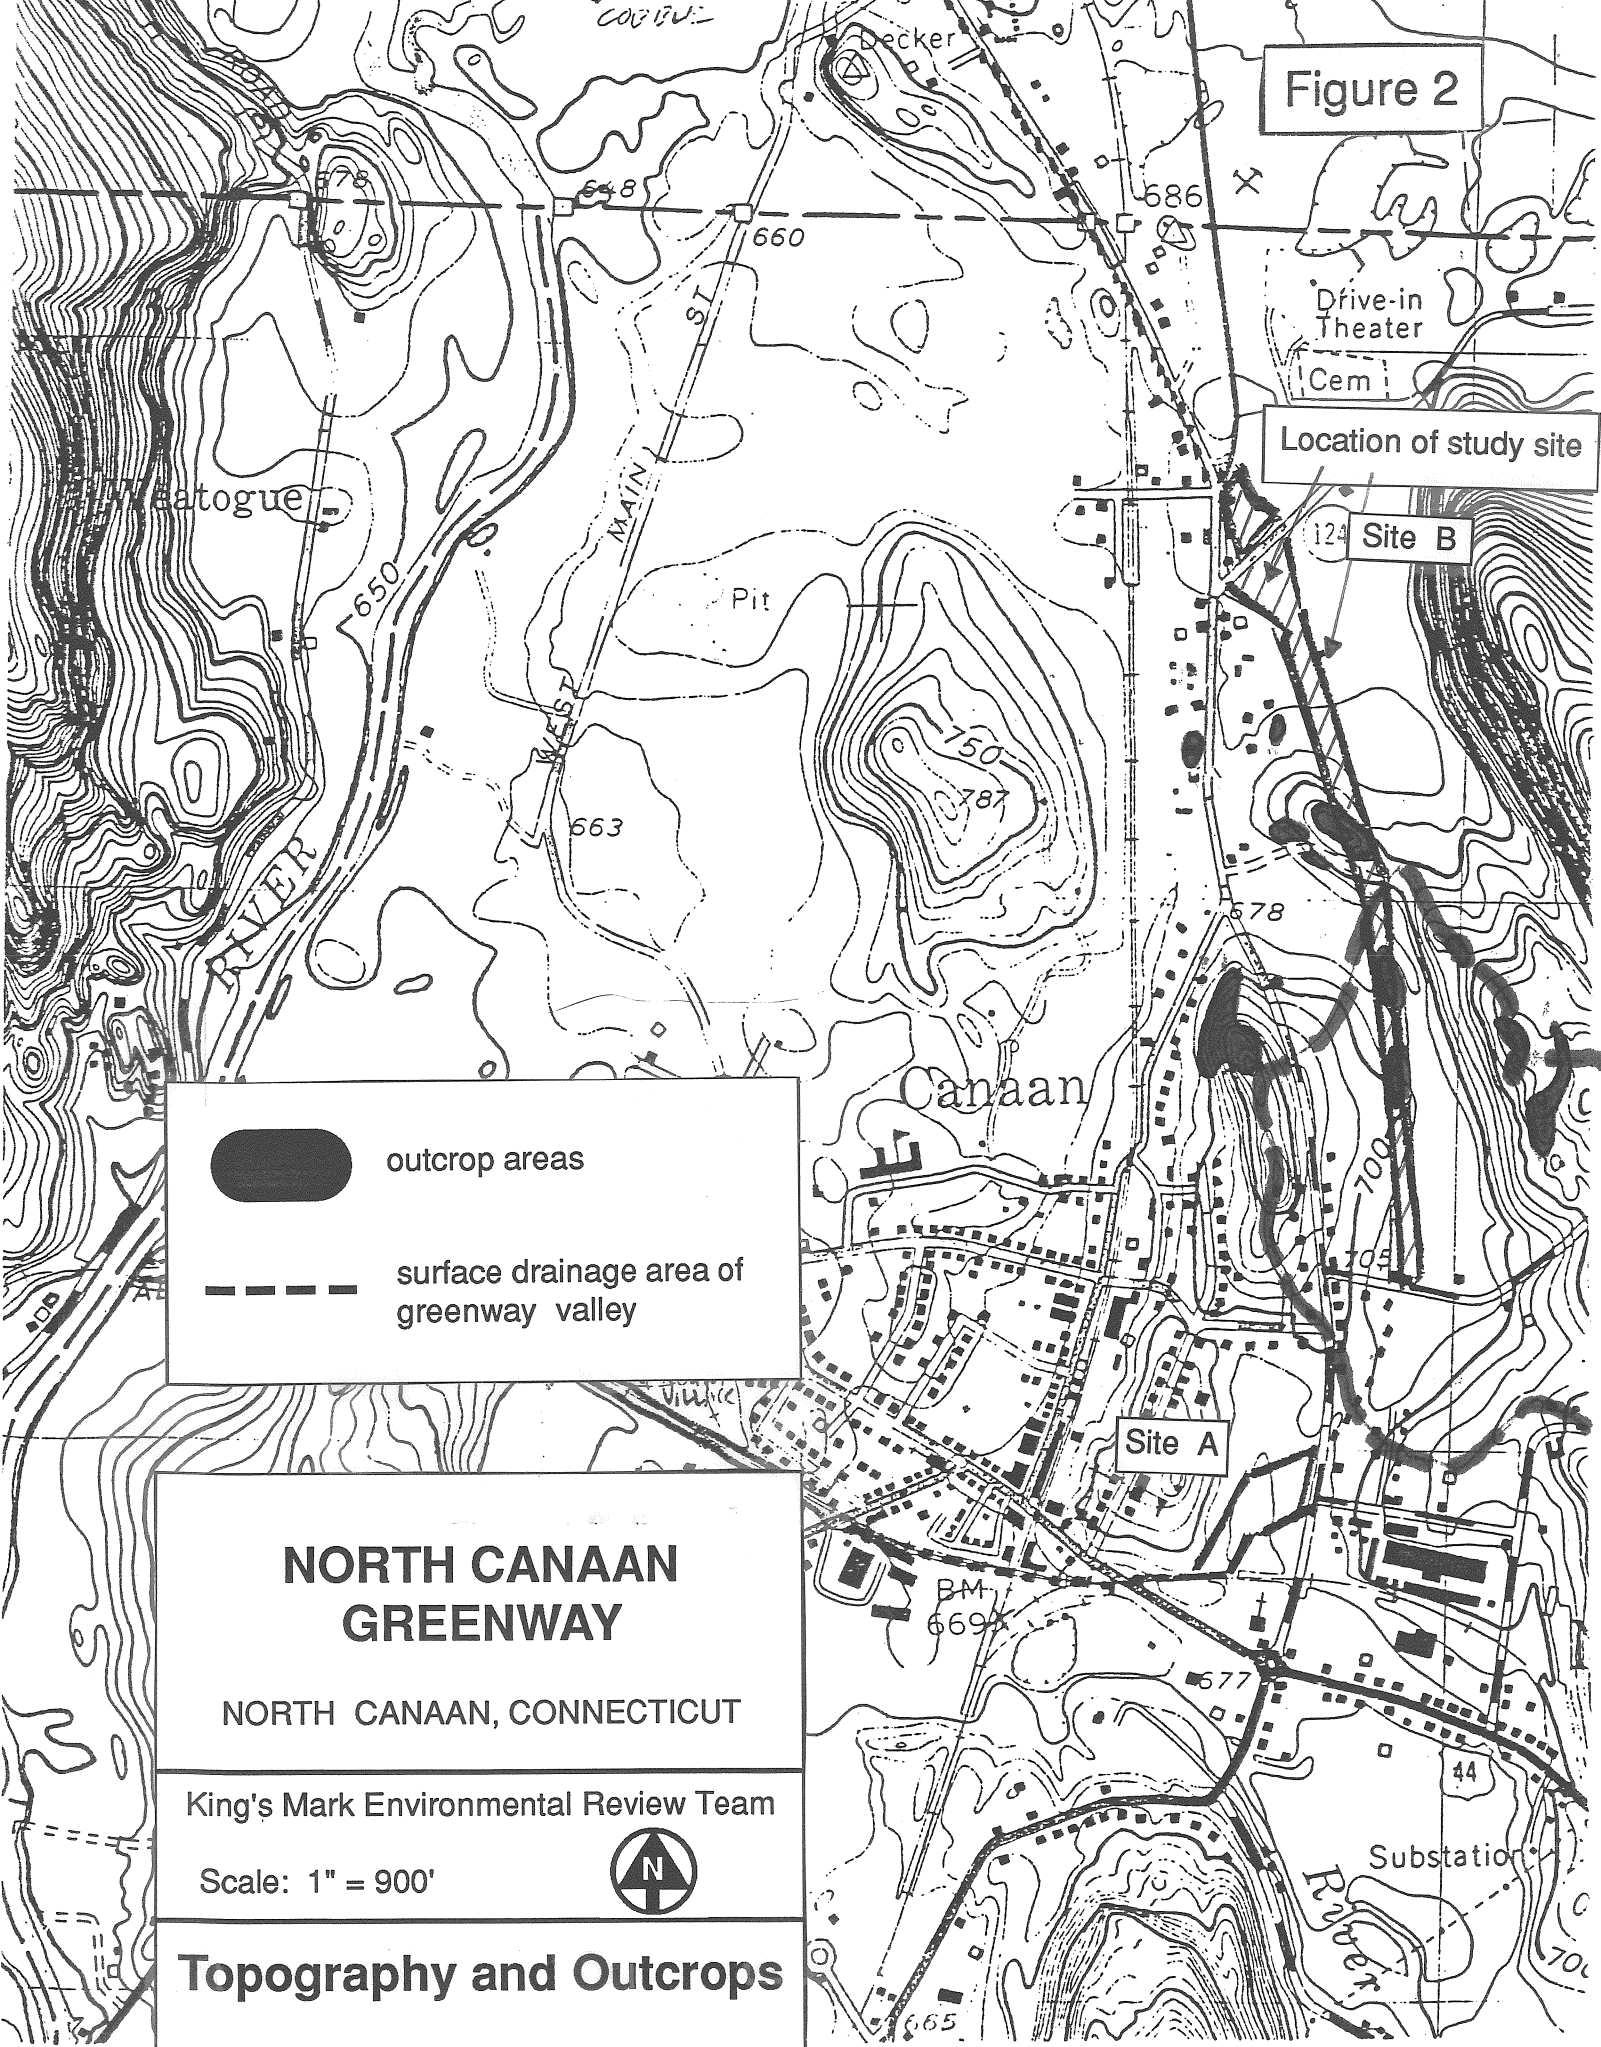 Decker
Figure 2
648
686
660
ST
Drive-in
Theater
Cem
Location of study site
Weatogue
MAIN
124
Site B
650
Pit
WEST
750
787
663
RIVER
678
Canaan
outcrop areas
700
surface drainage area of
greenway valley
705
Site A
NORTH CANAAN
GREENWAY
BM
669
677
NORTH CANAAN, CONNECTICUT
44
King's Mark Environmental Review Team
N
Scale: 1" = 900'
Substation
River
Topography and Outcrops
665